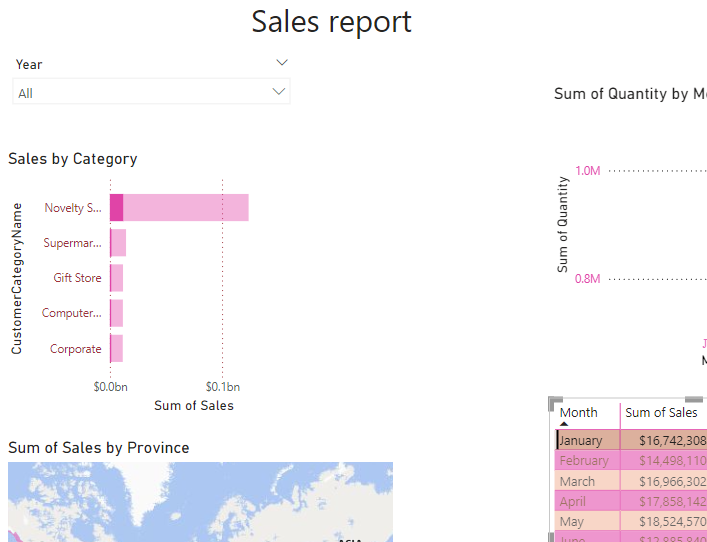 Sales report
Year
All
Sales by Category
CustomerCategoryName
Novelty S...
Supermar...
Gift Store
Computer...
Corporate
$0.0bn
$0.1bn
Sum of Sales
Sum of Sales by Province
ASIA
Sum of Quantity by M
Sum of Quantity
1.0M
0.8M
J
M
Month
Sum of Sales
January $16,742,308
February $14,498,110
March $16,966,302
April $17,858,142
May $18,524,570
June